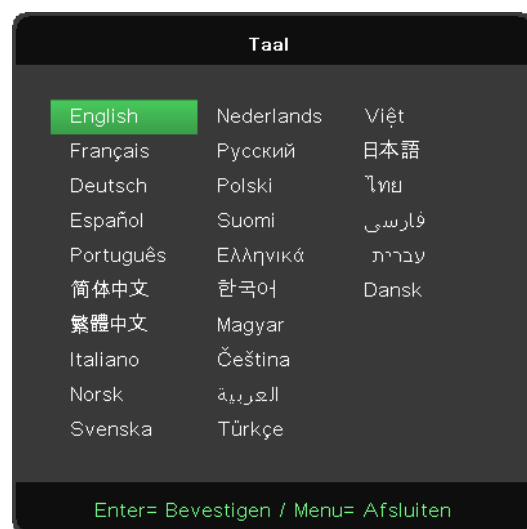 Taal
English Nederlands Việt
Français Русский 日本語
Deutsch Polski ไทย
Español Suomi فارسی
Português Ελληνικά עברית
简体中文 한국어 Dansk
繁體中文 Magyar
Italiano Čeština
Norsk العربية
Svenska Türkçe
Enter= Bevestigen / Menu= Afsluiten